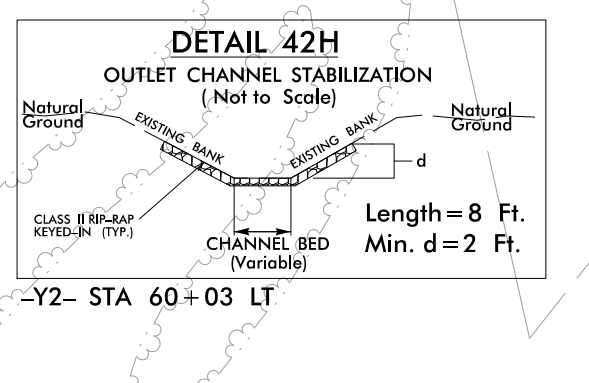 DETAIL 42H
OUTLET CHANNEL STABILIZATION
( Not to Scale)
Natural
Ground
EXISTING BANK
EXISTING BANK
Natural
Ground
d
CLASS II RIP-RAP
KEYED-IN (TYP.)
CHANNEL BED
(Variable)
Length = 8 Ft.
Min. d = 2 Ft.
-Y2- STA 60+03 LT